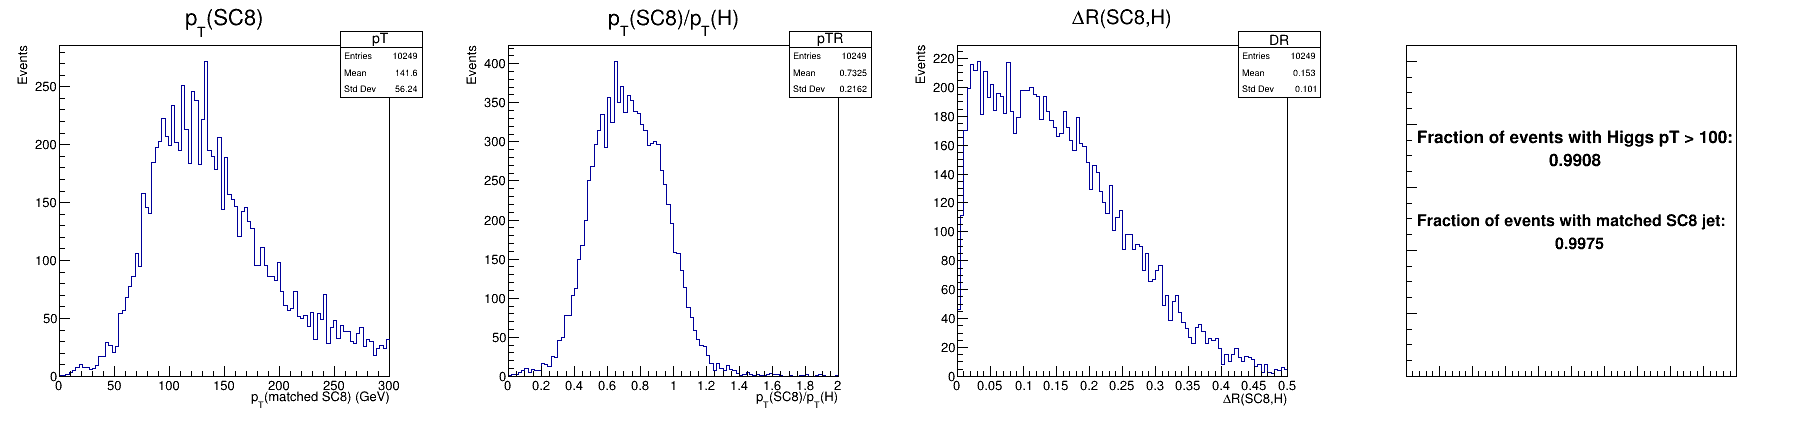 p_T(SC8)
Events
pT
Entries 10249
Mean 141.6
Std Dev 56.24
250
200
150
100
50
0
0 50 100 150 200 250 300
p_T(matched SC8) (GeV)
p_T(SC8)/p_T(H)
Events
pTR
Entries 10249
Mean 0.7325
Std Dev 0.2162
400
350
300
250
200
150
100
50
0
0 0.2 0.4 0.6 0.8 1 1.2 1.4 1.6 1.8 2
p_T(SC8)/p_T(H)
ΔR(SC8,H)
Events
DR
Entries 10249
Mean 0.153
Std Dev 0.101
220
200
180
160
140
120
100
80
60
40
20
0
0 0.05 0.1 0.15 0.2 0.25 0.3 0.35 0.4 0.45 0.5
ΔR(SC8,H)
Fraction of events with Higgs pT > 100:
0.9908
Fraction of events with matched SC8 jet:
0.9975